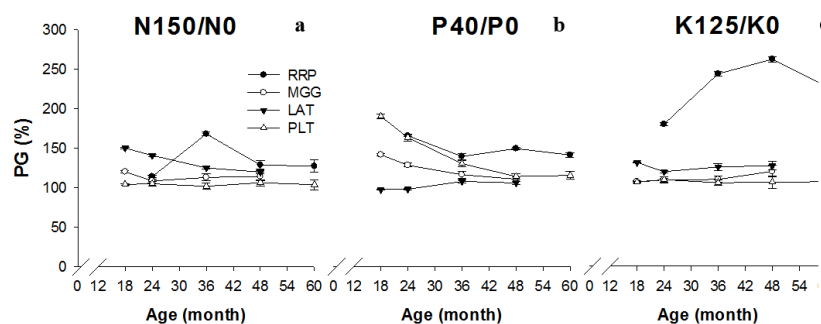 N150/N0 a P40/P0 b K125/K0
300
250
200
150
100
50
0
PG (%)
RRP
MGG
LAT
PLT
0 12 18 24 30 36 42 48 54 60 0 12 18 24 30 36 42 48 54 60 0 12 18 24 30 36 42 48 54
Age (month) Age (month) Age (month)